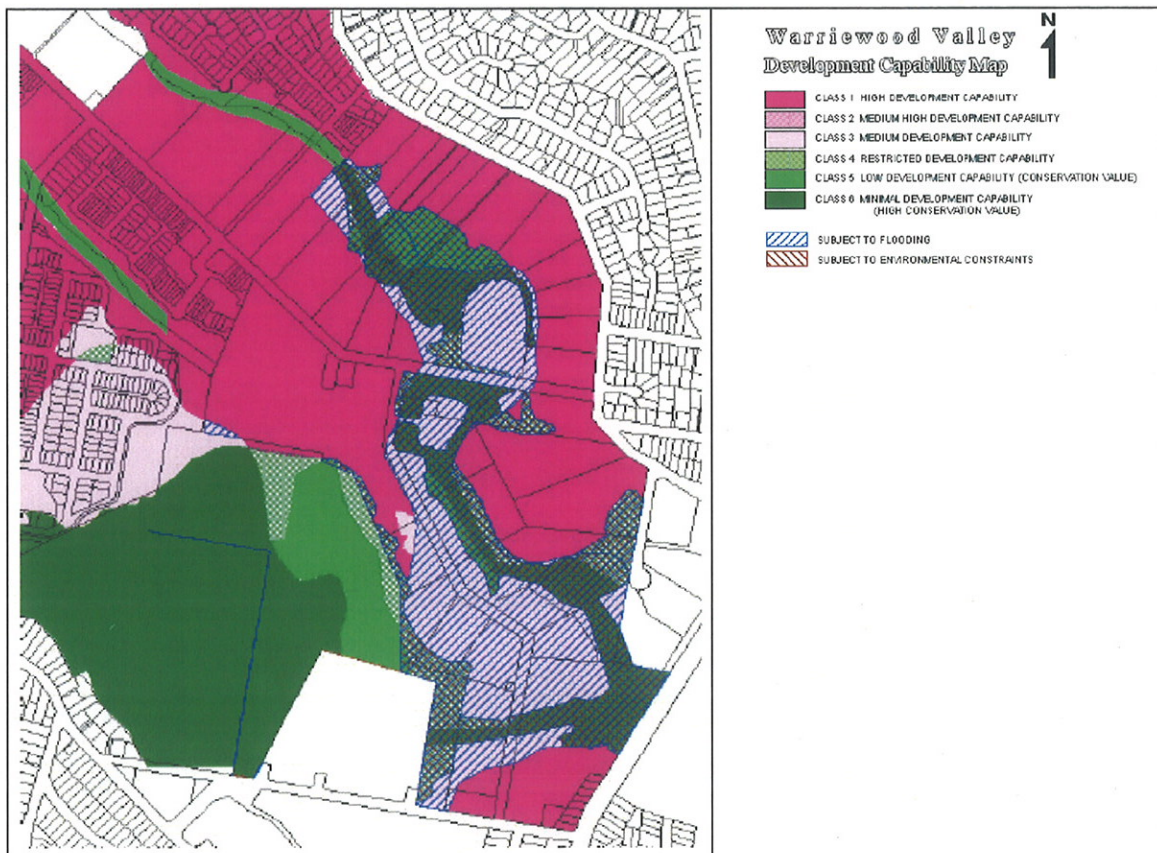 Warriewood Valley
Development Capability Map
N
CLASS 1 HIGH DEVELOPMENT CAPABILITY
CLASS 2 MEDIUM HIGH DEVELOPMENT CAPABILITY
CLASS 3 MEDIUM DEVELOPMENT CAPABILITY
CLASS 4 RESTRICTED DEVELOPMENT CAPABILITY
CLASS 5 LOW DEVELOPMENT CAPABILITY (CONSERVATION VALUE)
CLASS 6 MINIMAL DEVELOPMENT CAPABILITY
(HIGH CONSERVATION VALUE)
SUBJECT TO FLOODING
SUBJECT TO ENVIRONMENTAL CONSTRAINTS